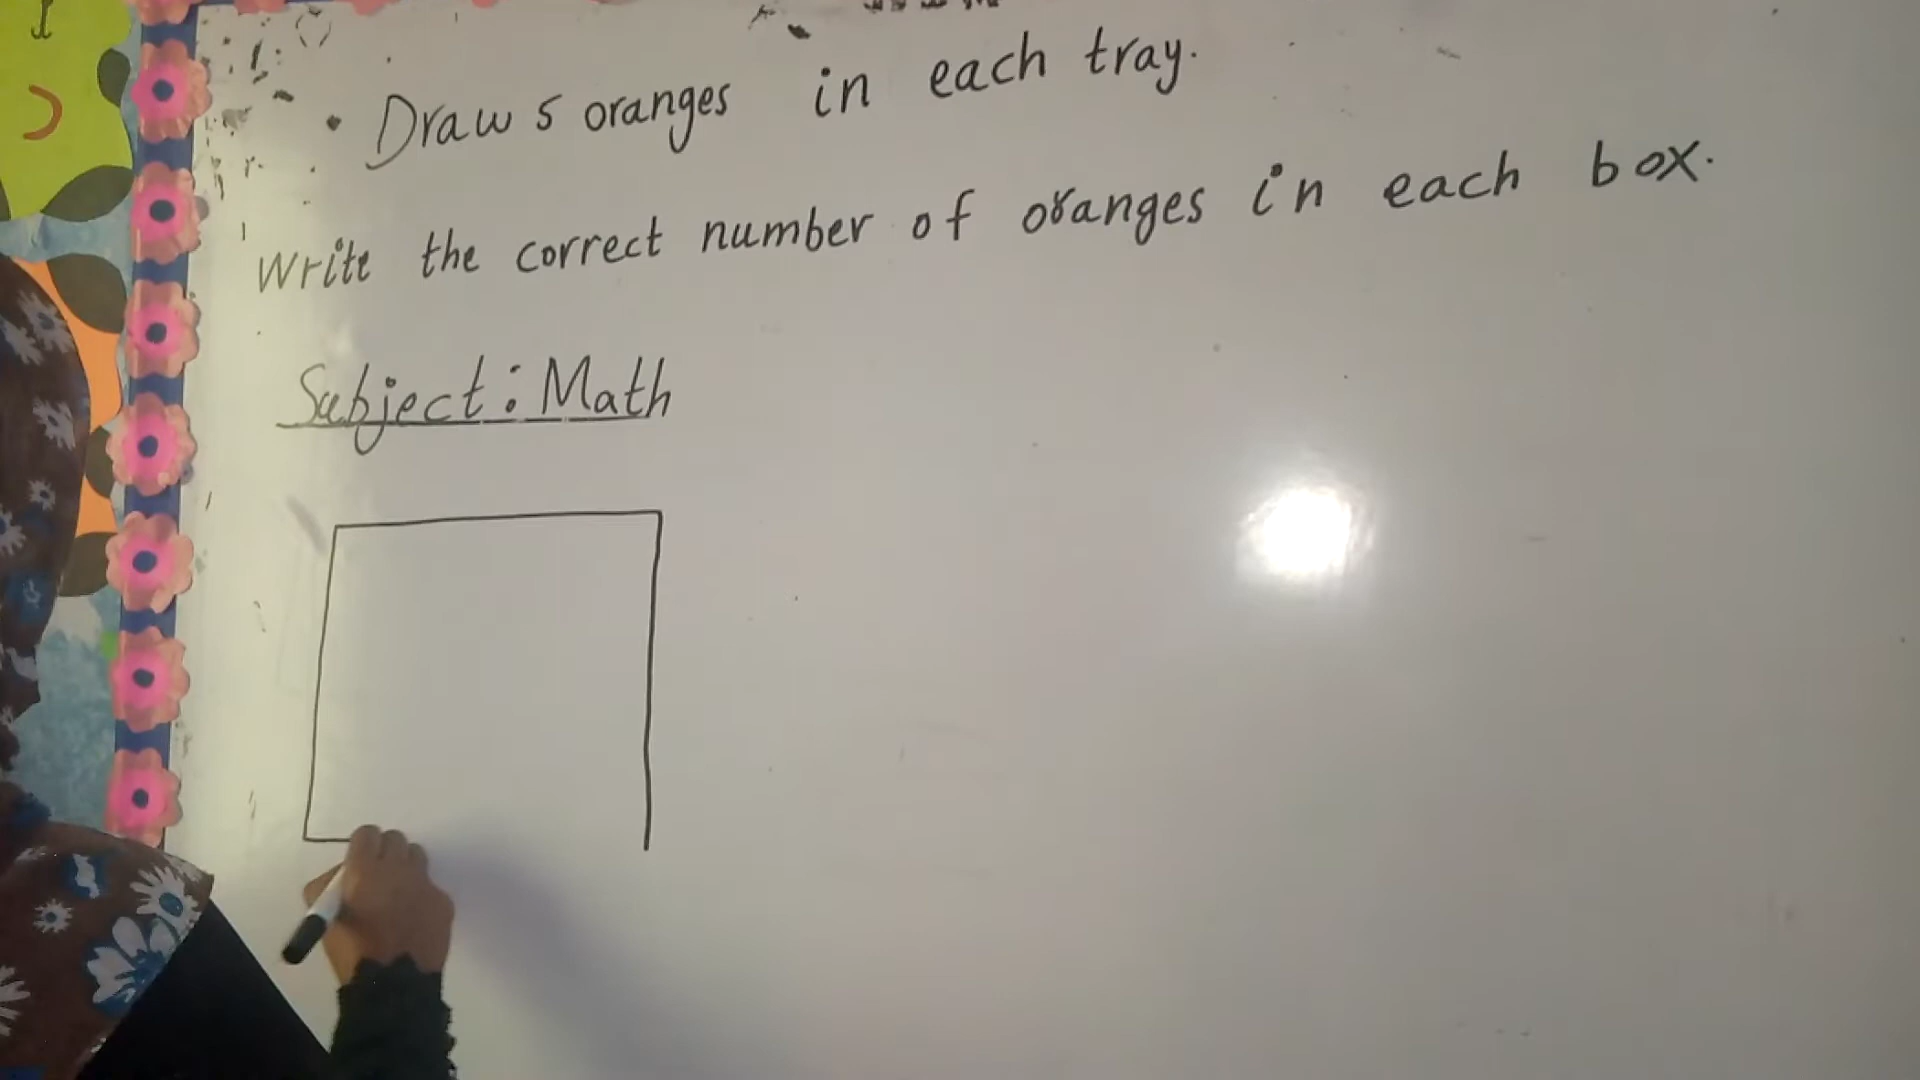 • Draw 5 oranges in each tray.
Write the correct number of oranges in each box.
Subject: Math